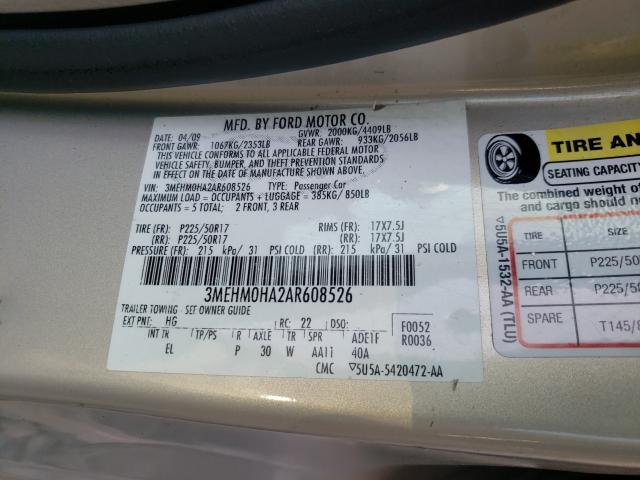 MFD. BY FORD MOTOR CO.
DATE: 04/09 GVWR: 2000KG/4409LB
FRONT GAWR: 1067KG/2353LB REAR GAWR: 933KG/2056LB
THIS VEHICLE CONFORMS TO ALL APPLICABLE FEDERAL MOTOR
VEHICLE SAFETY, BUMPER, AND THEFT PREVENTION STANDARDS
IN EFFECT ON THE DATE OF MANUFACTURE SHOWN ABOVE.
VIN: 3MEHM0HA2AR608526 TYPE: Passenger Car
MAXIMUM LOAD = OCCUPANTS + LUGGAGE = 385KG/ 850LB
OCCUPANTS = 5 TOTAL: 2 FRONT, 3 REAR
TIRE (FR): P225/50R17 RIMS (FR): 17X7.5J
(RR): P225/50R17 (RR): 17X7.5J
PRESSURE (FR): 215 kPa/ 31 PSI COLD (RR): 215 kPa/ 31 PSI COLD
3MEHM0HA2AR608526
TRAILER TOWING - SEE OWNER GUIDE
EXT PNT: HG RC: 22 DSO: F0052
R0036
INT TR TP/PS R AXLE TR SPR ADE1F
EL P 30 W AA11 40A
CMC ▽5U5A-5420472-AA
TIRE AN
SEATING CAPACITY
The combined weight of
and cargo should n
TIRE SIZE
FRONT P225/50
REAR P225/50
SPARE T145/8
▽5U5A-1532-AA (TLU)